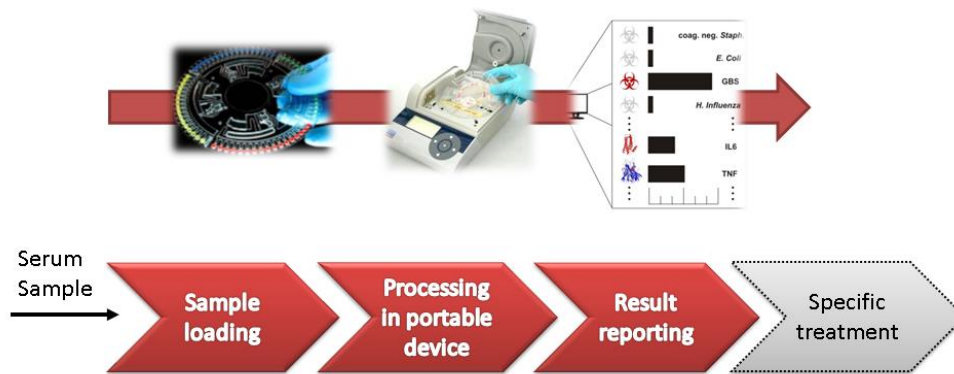 coag. neg. Staph.
E. Coli
GBS
H. Influenza
IL6
TNF
Serum
Sample
Sample
loading
Processing
in portable
device
Result
reporting
Specific
treatment